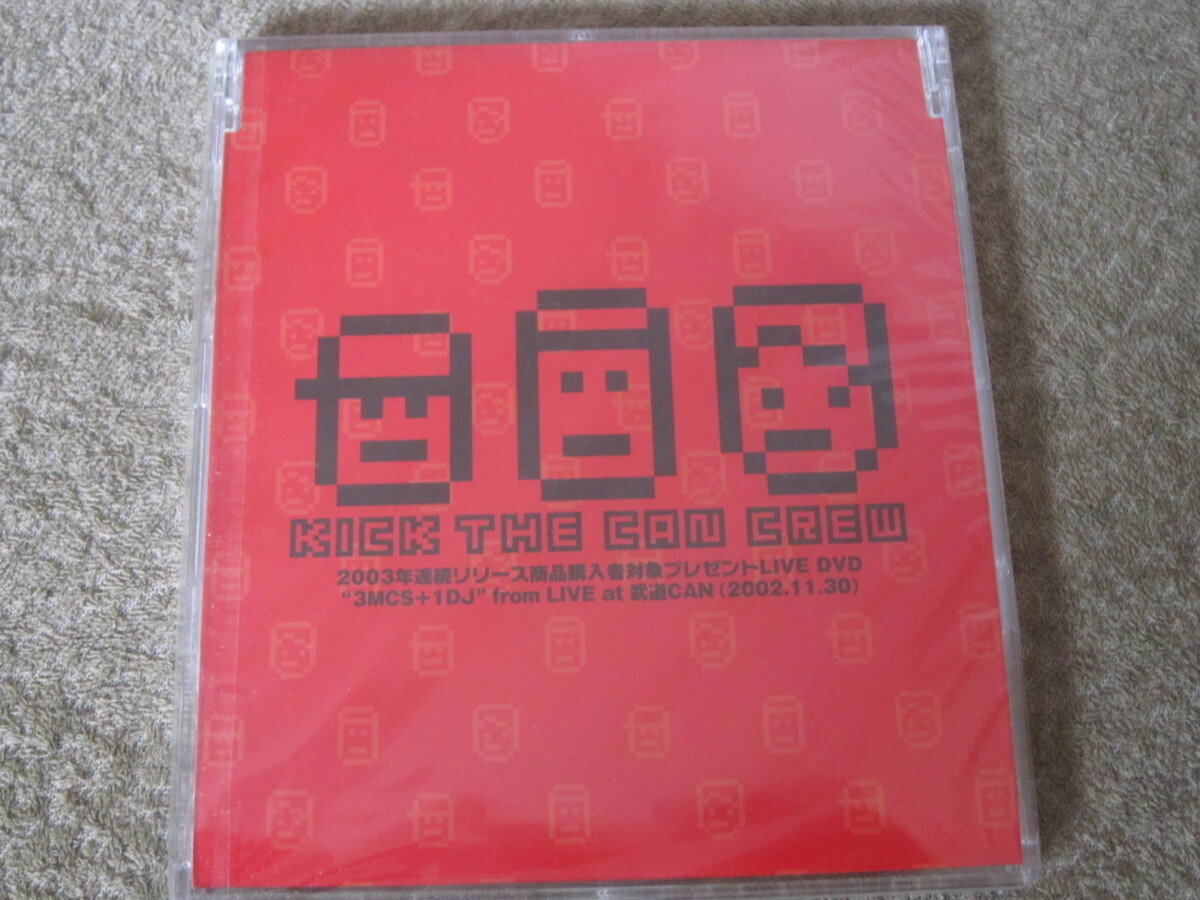 KICK THE CAN CREW
2003年連続リリース商品購入者対象プレゼントLIVE DVD
“3MCS+1DJ” from LIVE at 武道CAN (2002.11.30)